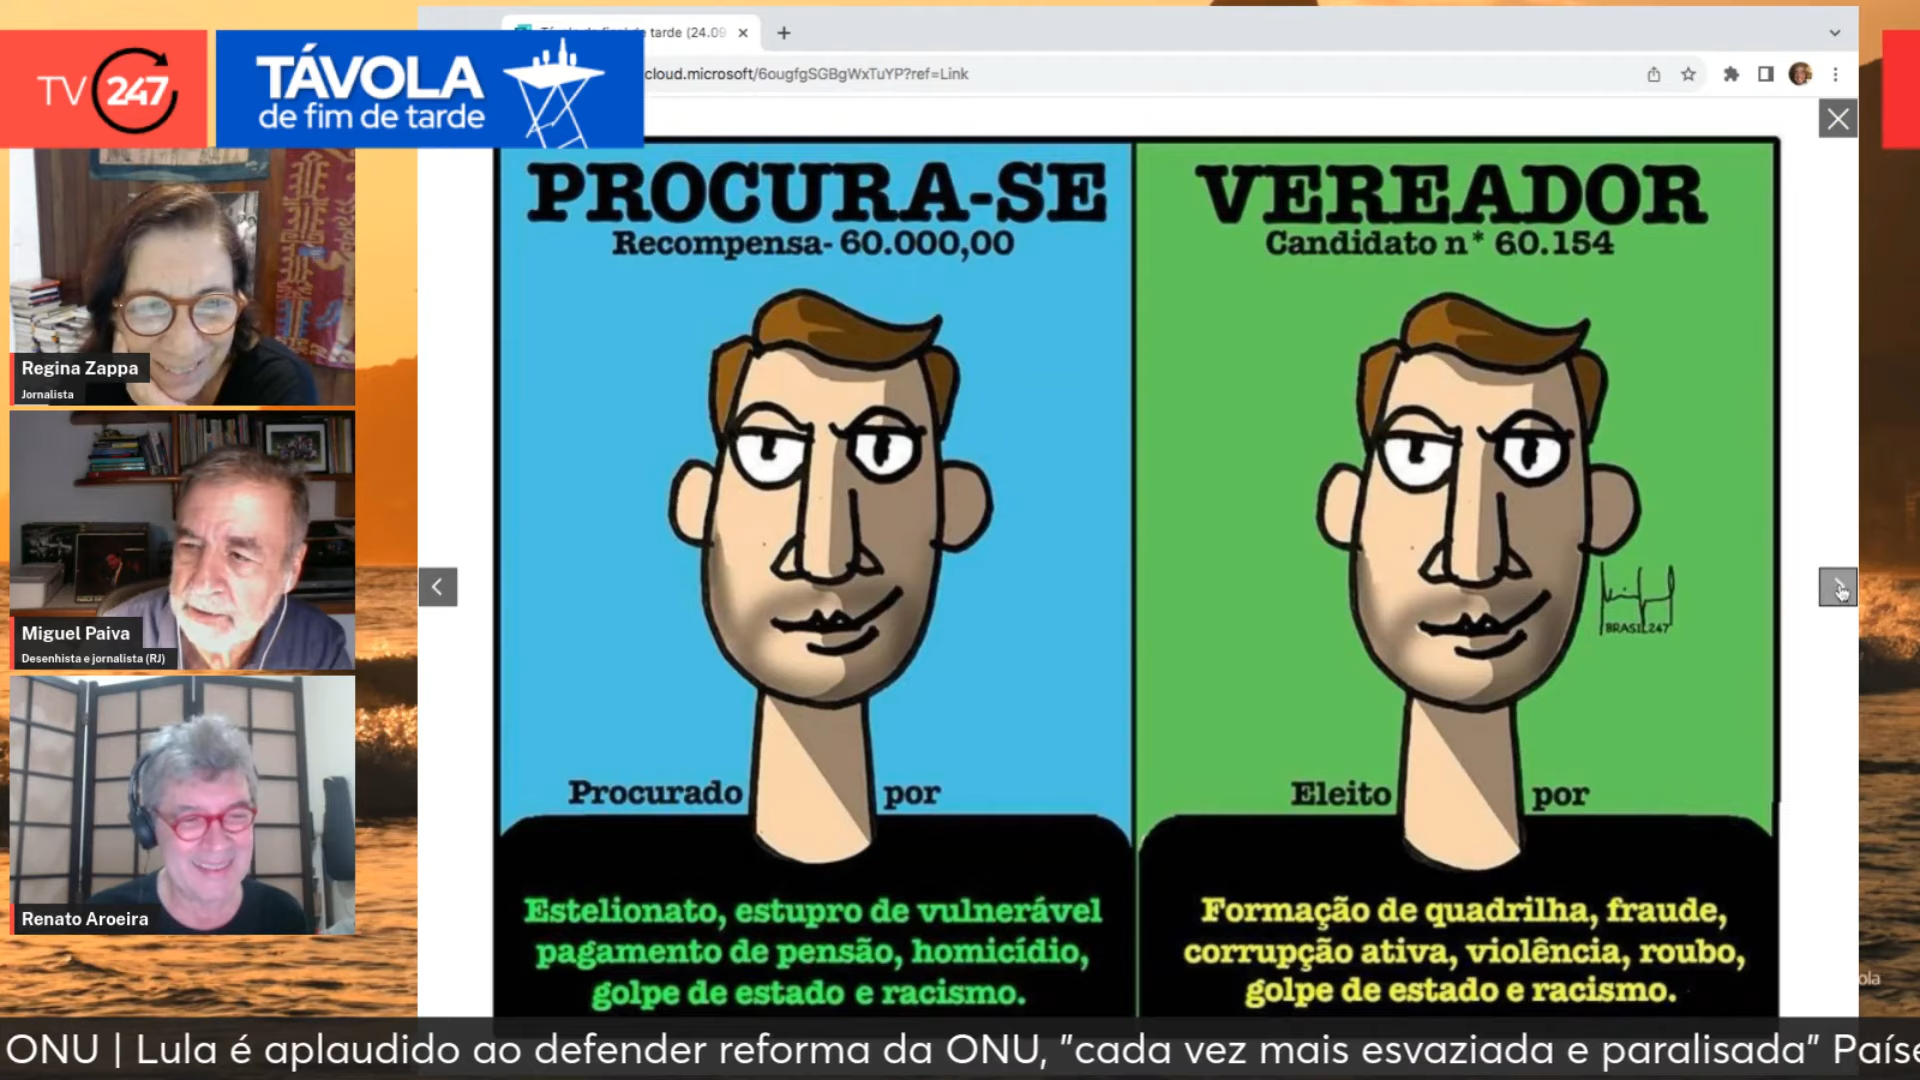 tarde (24.09
cloud.microsoft/6ougfgSGBgWxTuYP?ref=Link
TV 247
TÁVOLA
de fim de tarde
PROCURA-SE
Recompensa- 60.000,00
VEREADOR
Candidato n* 60.154
Regina Zappa
Jornalista
Miguel Paiva
Desenhista e jornalista (RJ)
Renato Aroeira
BRASIL247
Procurado por
Eleito por
Estelionato, estupro de vulnerável
pagamento de pensão, homicídio,
golpe de estado e racismo.
Formação de quadrilha, fraude,
corrupção ativa, violência, roubo,
golpe de estado e racismo.
ola
ONU | Lula é aplaudido ao defender reforma da ONU, "cada vez mais esvaziada e paralisada" Paíse